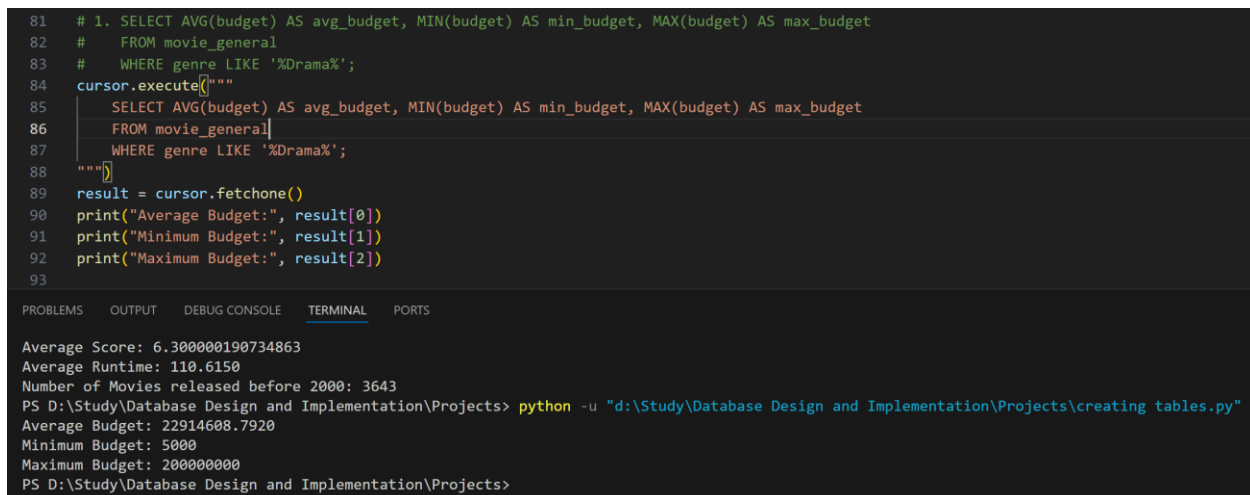 81 # 1. SELECT AVG(budget) AS avg_budget, MIN(budget) AS min_budget, MAX(budget) AS max_budget
82 #    FROM movie_general
83 #    WHERE genre LIKE '%Drama%';
84 cursor.execute("""
85     SELECT AVG(budget) AS avg_budget, MIN(budget) AS min_budget, MAX(budget) AS max_budget
86     FROM movie_general
87     WHERE genre LIKE '%Drama%';
88 """)
89 result = cursor.fetchone()
90 print("Average Budget:", result[0])
91 print("Minimum Budget:", result[1])
92 print("Maximum Budget:", result[2])
93
PROBLEMS OUTPUT DEBUG CONSOLE TERMINAL PORTS
Average Score: 6.300000190734863
Average Runtime: 110.6150
Number of Movies released before 2000: 3643
PS D:\Study\Database Design and Implementation\Projects> python -u "d:\Study\Database Design and Implementation\Projects\creating tables.py"
Average Budget: 22914608.7920
Minimum Budget: 5000
Maximum Budget: 200000000
PS D:\Study\Database Design and Implementation\Projects>